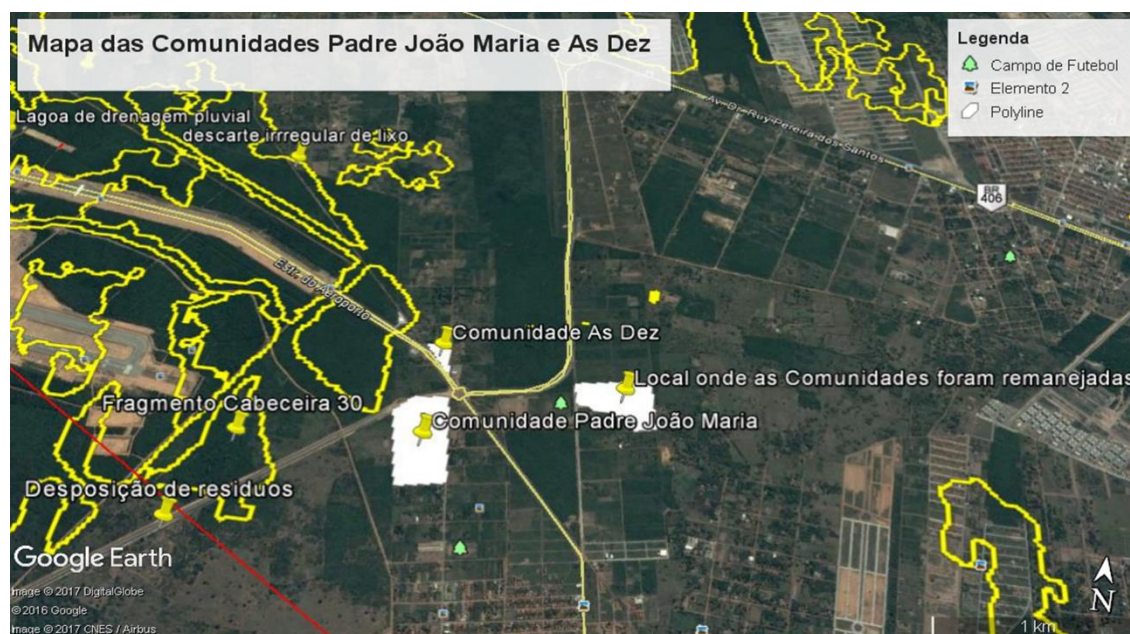 Mapa das Comunidades Padre João Maria e As Dez
Legenda
Campo de Futebol
Elemento 2
Polyline
Lagoa de drenagem pluvial
descarte irrregular de lixo
Av. Dr. Ruy Pereira dos Santos
BR
406
Estr. do Aeroporto
Comunidade As Dez
Local onde as Comunidades foram remanejadas
Fragmento Cabeceira 30
Comunidade Padre João Maria
Desposição de residuos
Google Earth
Image © 2017 DigitalGlobe
© 2016 Google
Image © 2017 CNES / Airbus
N
1 km